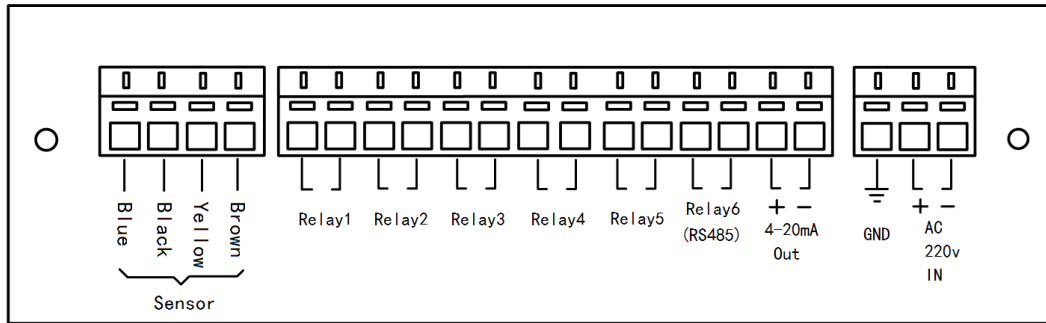 Blue
Black
Yellow
Brown
Sensor
Relay1
Relay2
Relay3
Relay4
Relay5
Relay6
(RS485)
+ −
4-20mA
Out
GND
+ −
AC
220v
IN